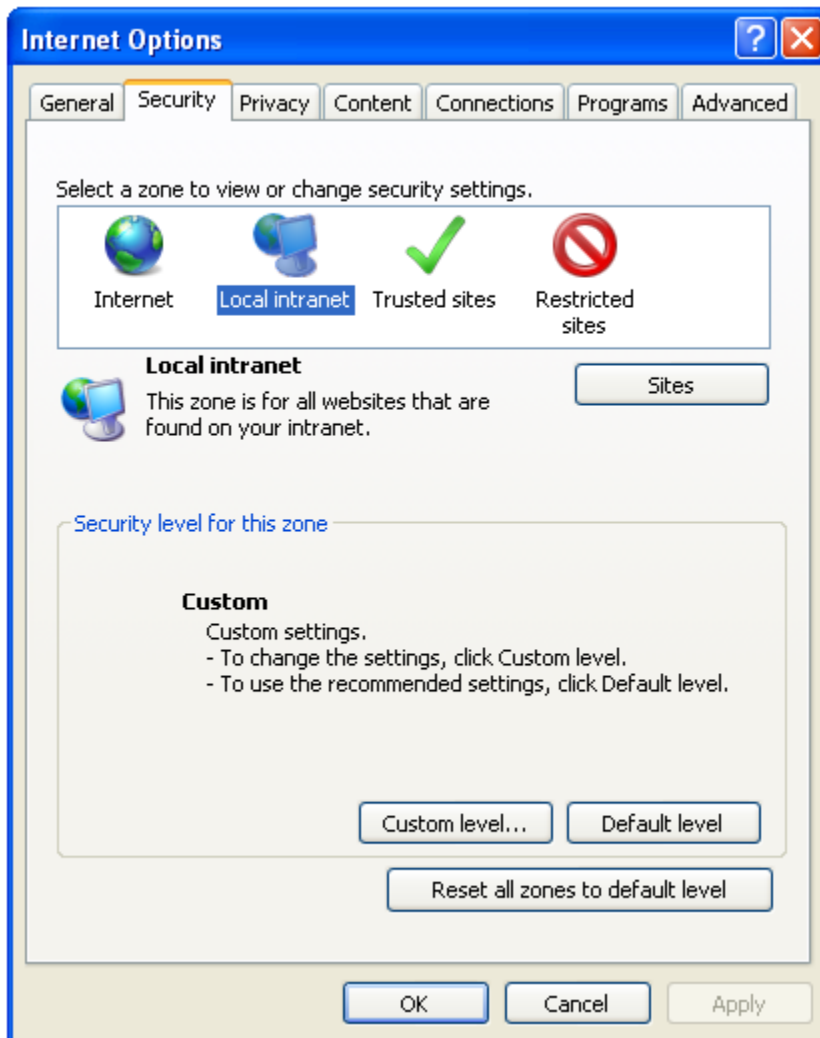 Internet Options
?
General Security Privacy Content Connections Programs Advanced
Select a zone to view or change security settings.
Internet Local intranet Trusted sites Restricted
sites
Local intranet
Sites
This zone is for all websites that are
found on your intranet.
Security level for this zone
Custom
Custom settings.
- To change the settings, click Custom level.
- To use the recommended settings, click Default level.
Custom level... Default level
Reset all zones to default level
OK Cancel Apply